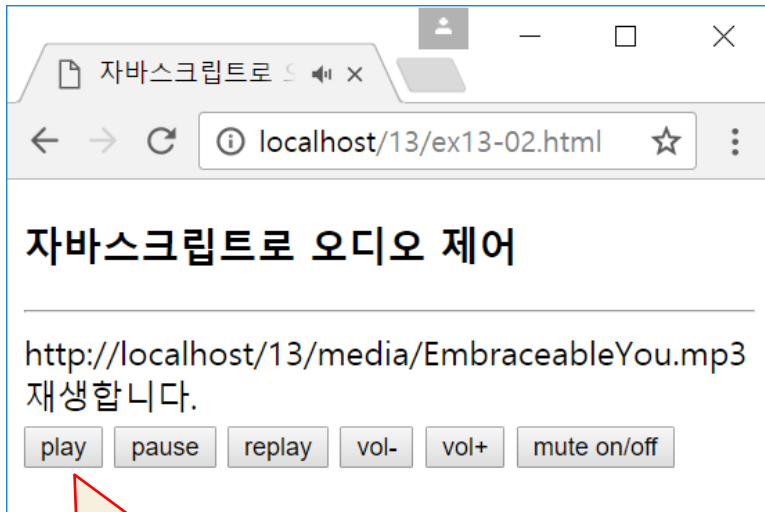 자바스크립트로
localhost/13/ex13-02.html
자바스크립트로 오디오 제어
http://localhost/13/media/EmbraceableYou.mp3
재생합니다.
play pause replay vol- vol+ mute on/off